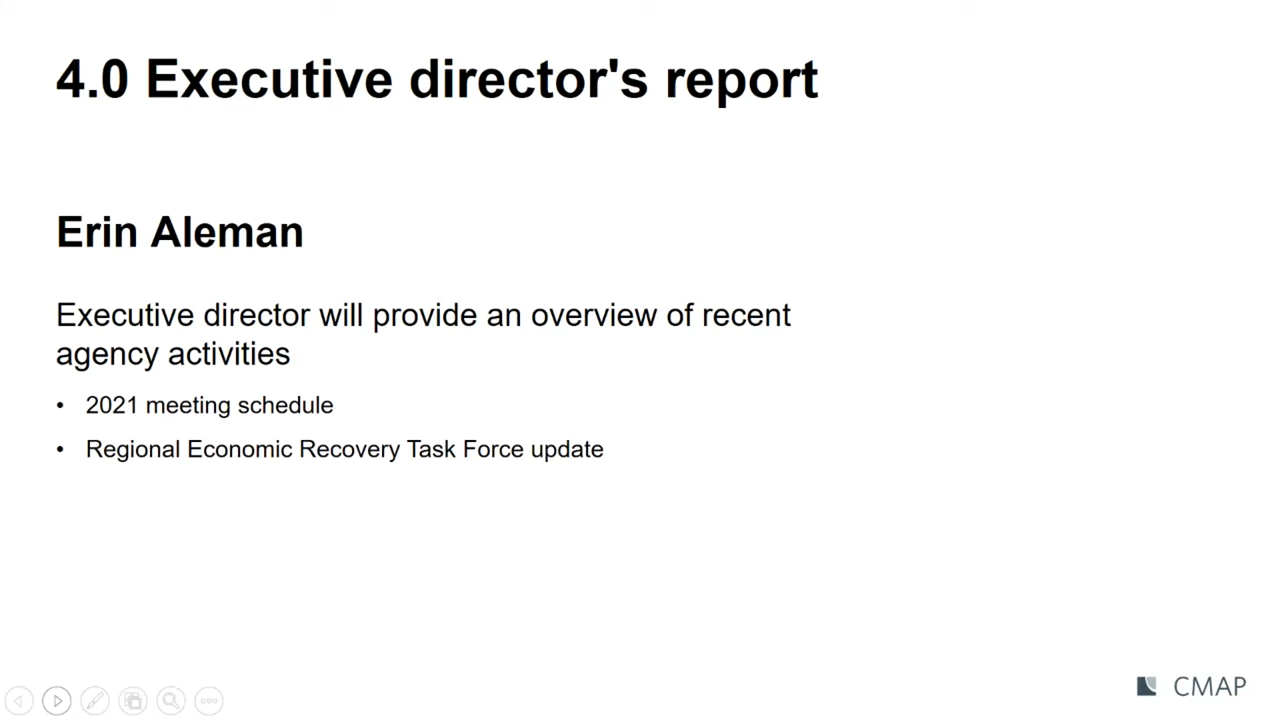 4.0 Executive director's report
Erin Aleman
Executive director will provide an overview of recent
agency activities
• 2021 meeting schedule
• Regional Economic Recovery Task Force update
CMAP